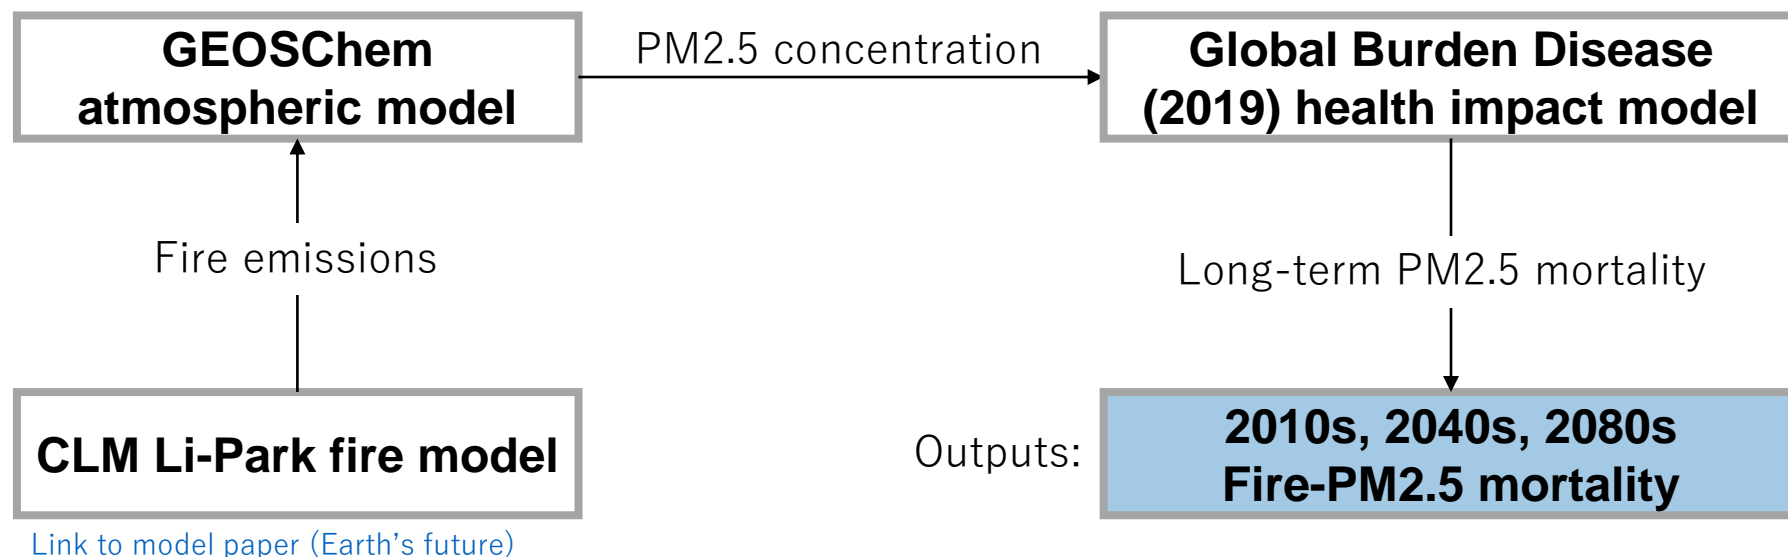 GEOSChem
atmospheric model
PM2.5 concentration
Global Burden Disease
(2019) health impact model
Fire emissions
Long-term PM2.5 mortality
CLM Li-Park fire model
Outputs:
2010s, 2040s, 2080s
Fire-PM2.5 mortality
Link to model paper (Earth's future)